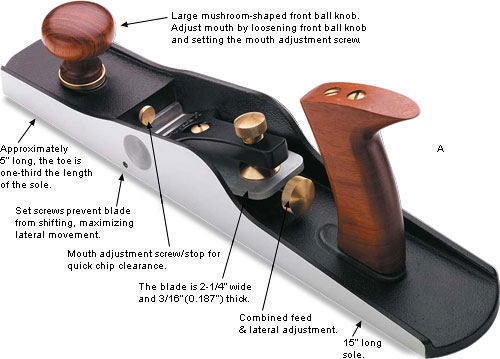 Large mushroom-shaped front ball knob.
Adjust mouth by loosening front ball knob
and setting the mouth adjustment screw.
A
Approximately
5" long, the toe is
one-third the length
of the sole.
Set screws prevent blade
from shifting, maximizing
lateral movement.
Mouth adjustment screw/stop for
quick chip clearance.
The blade is 2-1/4" wide
and 3/16"(0.187") thick.
Combined feed
& lateral adjustment.
15" long
sole.